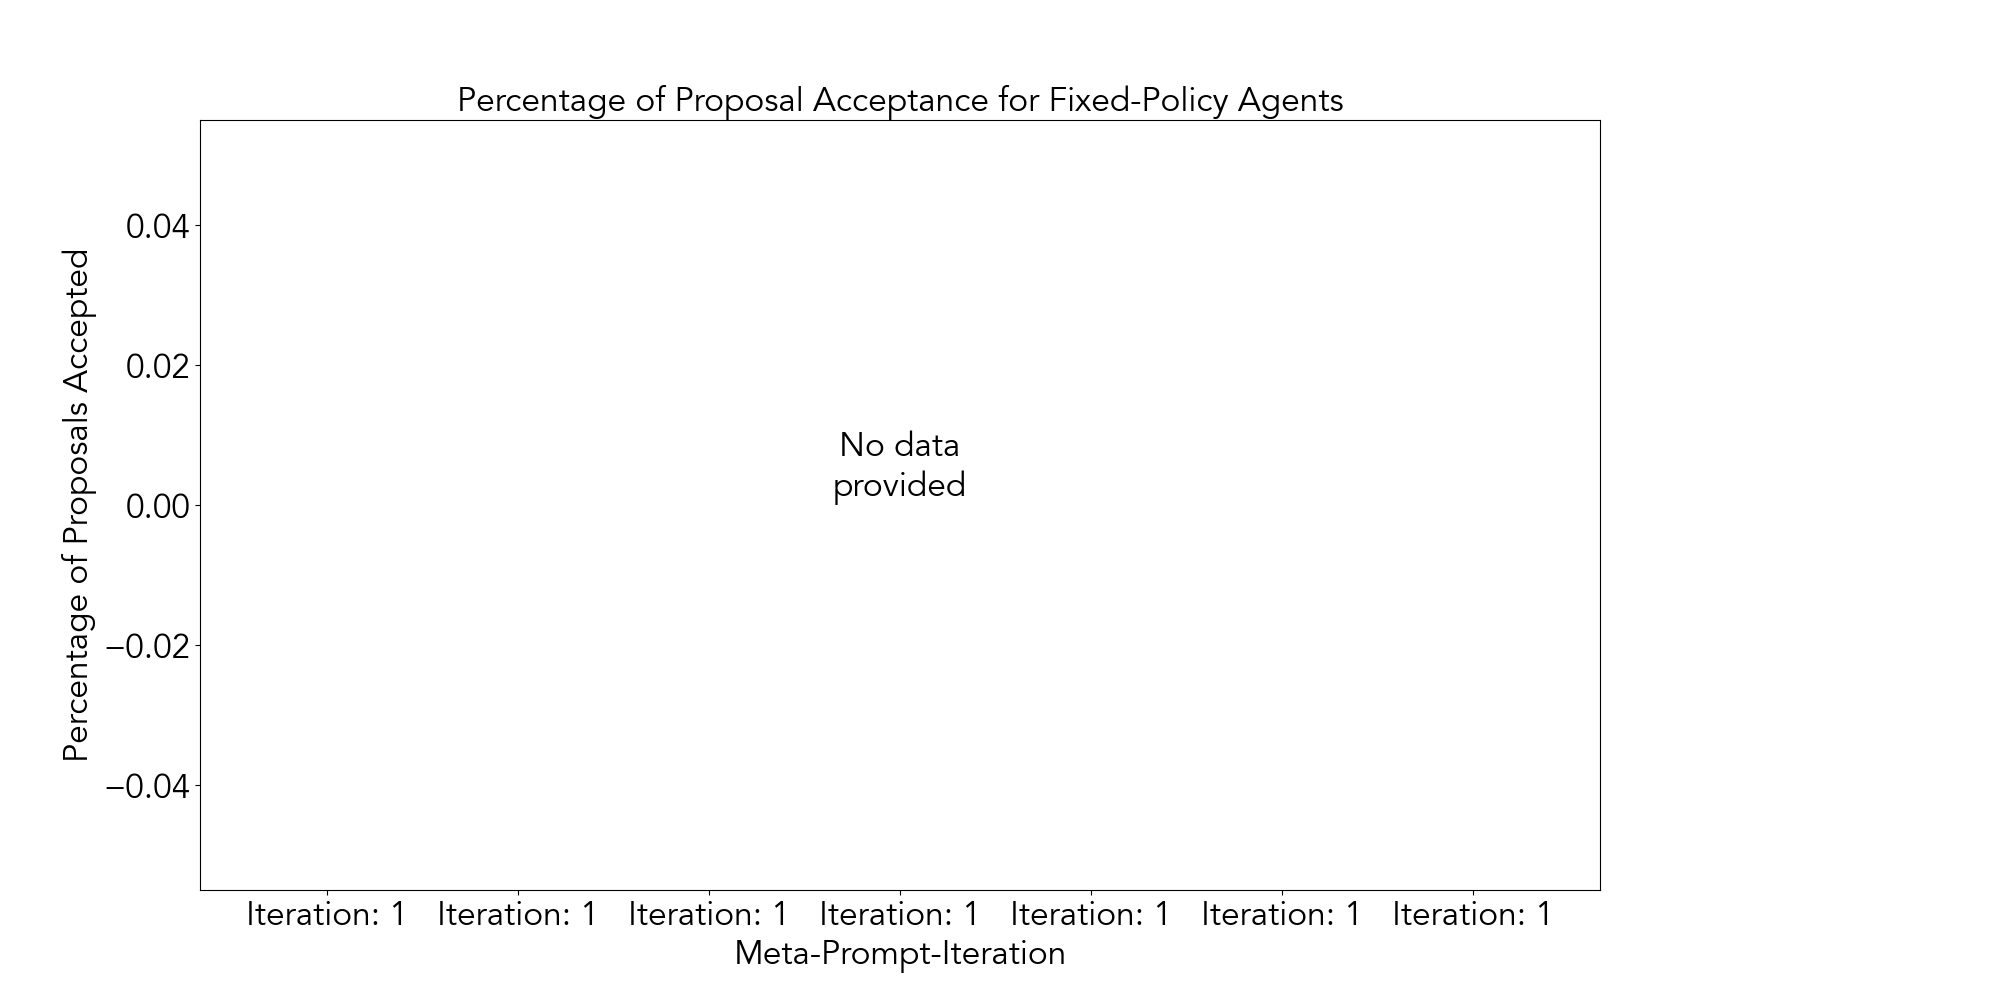 Percentage of Proposal Acceptance for Fixed-Policy Agents
Percentage of Proposals Accepted
0.04
0.02
0.00
−0.02
−0.04
No data
provided
Iteration: 1 Iteration: 1 Iteration: 1 Iteration: 1 Iteration: 1 Iteration: 1 Iteration: 1
Meta-Prompt-Iteration